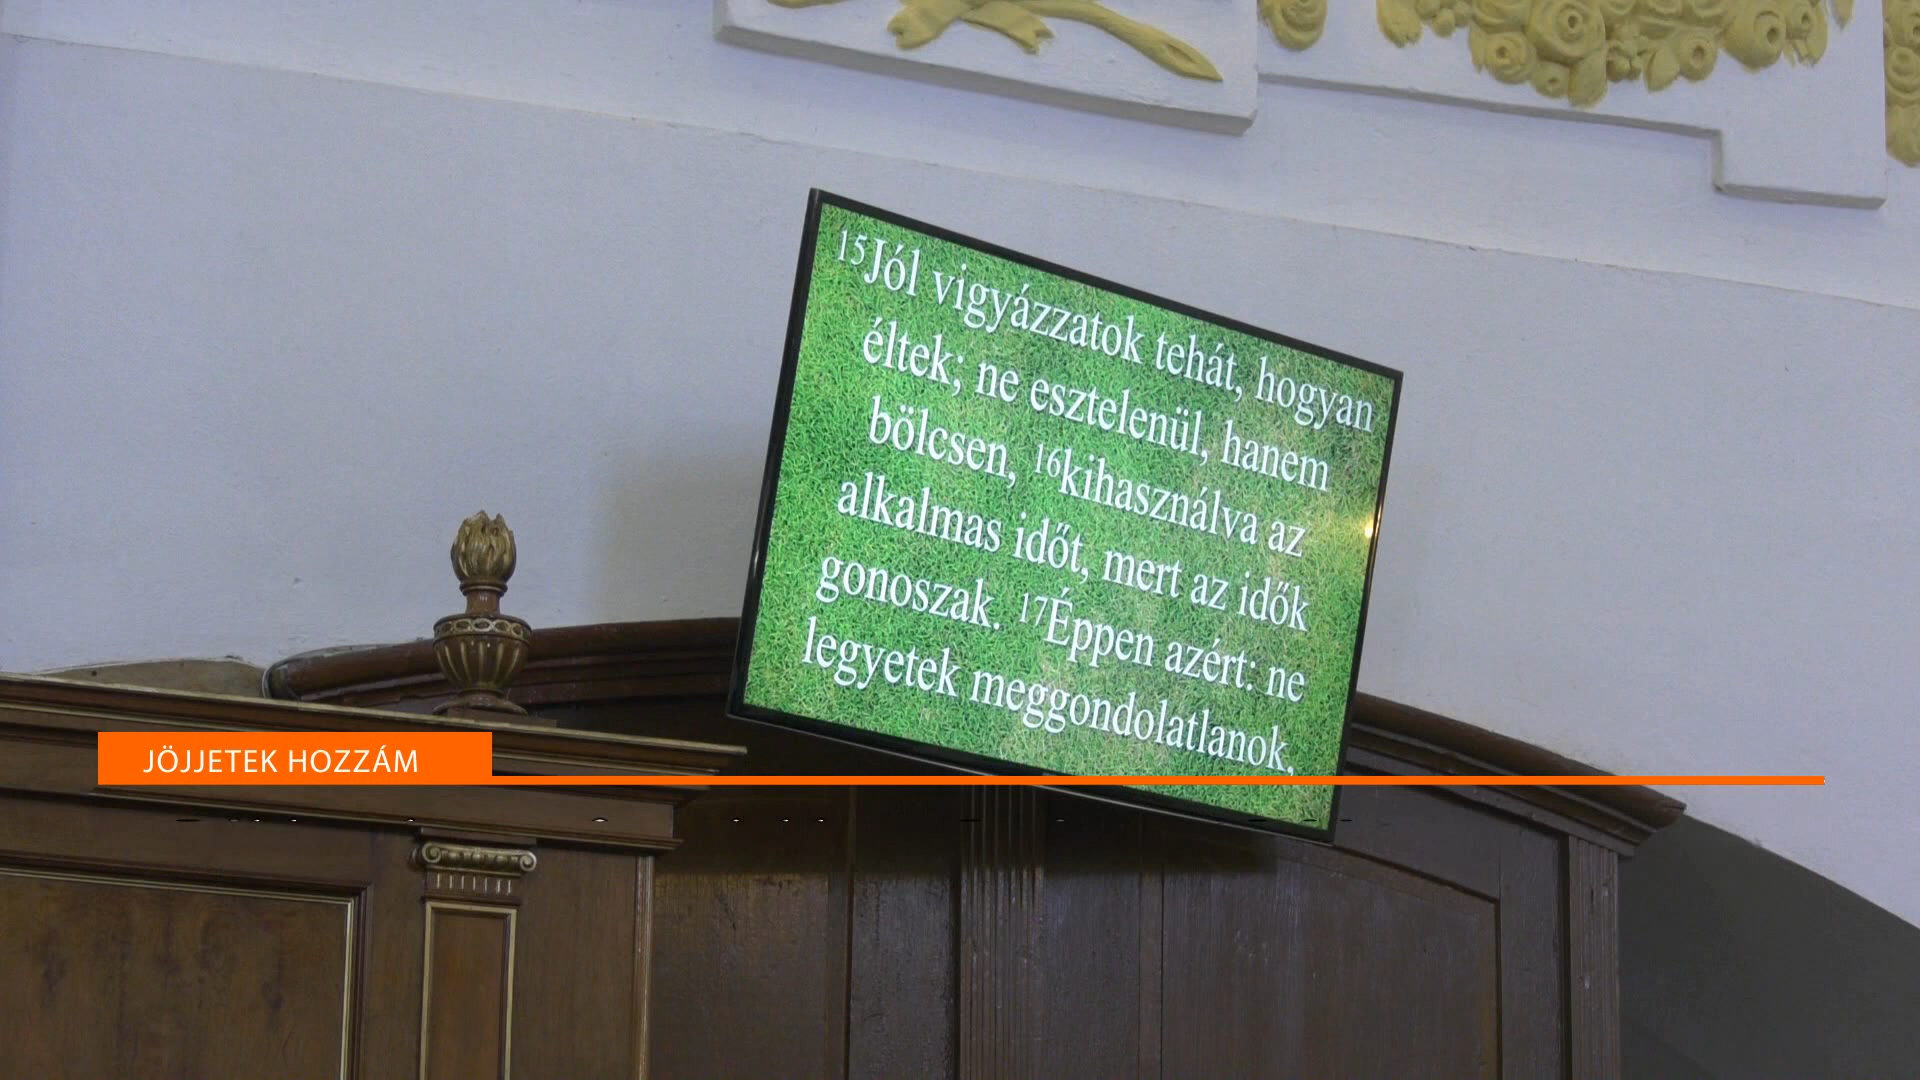 15Jól vigyázzatok tehát, hogyan
éltek; ne esztelenül, hanem
bölcsen, 16kihasználva az
alkalmas időt, mert az idők
gonoszak. 17Éppen azért: ne
legyetek meggondolatlanok,
JÖJJETEK HOZZÁM